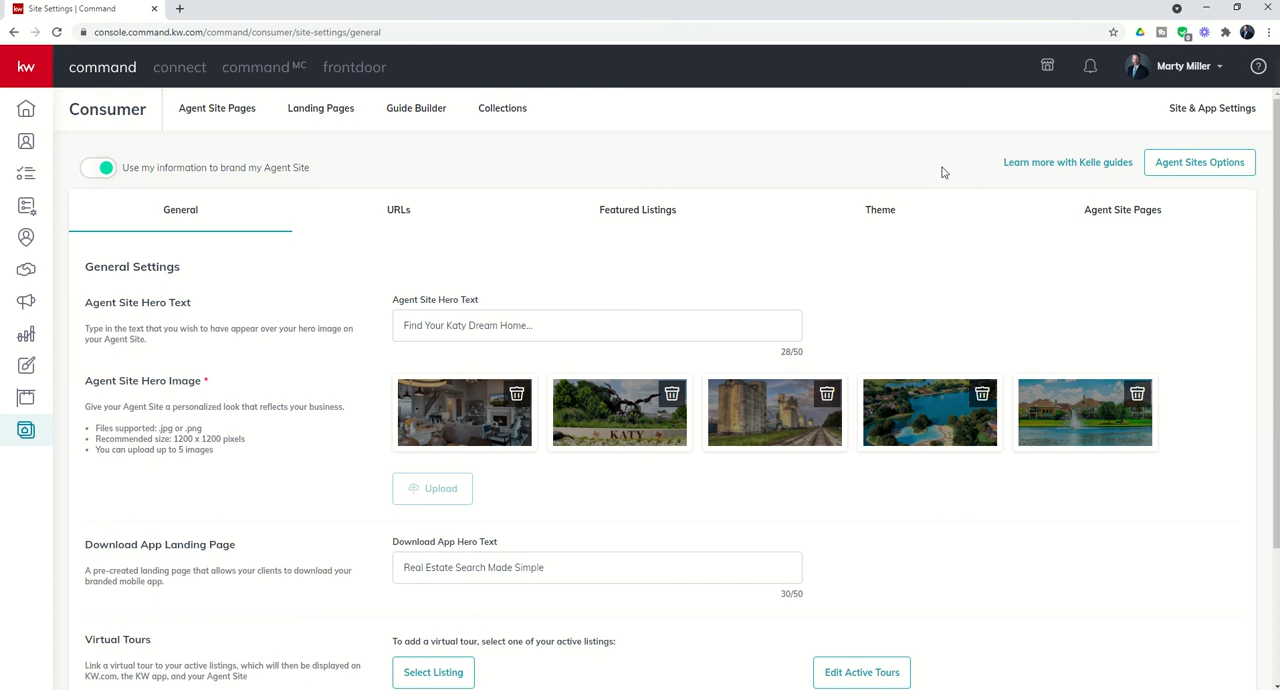 kw Site Settings | Command
console.command.kw.com/command/consumer/site-settings/general
kw command connect command MC frontdoor Marty Miller
Consumer Agent Site Pages Landing Pages Guide Builder Collections Site & App Settings
Use my information to brand my Agent Site Learn more with Kelle guides Agent Sites Options
General URLs Featured Listings Theme Agent Site Pages
General Settings
Agent Site Hero Text
Type in the text that you wish to have appear over your hero image on
your Agent Site.
Agent Site Hero Text
Find Your Katy Dream Home...
28/50
Agent Site Hero Image *
Give your Agent Site a personalized look that reflects your business.
• Files supported: .jpg or .png
• Recommended size: 1200 x 1200 pixels
• You can upload up to 5 images
KATY
Upload
Download App Landing Page
A pre-created landing page that allows your clients to download your
branded mobile app.
Download App Hero Text
Real Estate Search Made Simple
30/50
Virtual Tours
Link a virtual tour to your active listings, which will then be displayed on
KW.com, the KW app, and your Agent Site
To add a virtual tour, select one of your active listings:
Select Listing Edit Active Tours